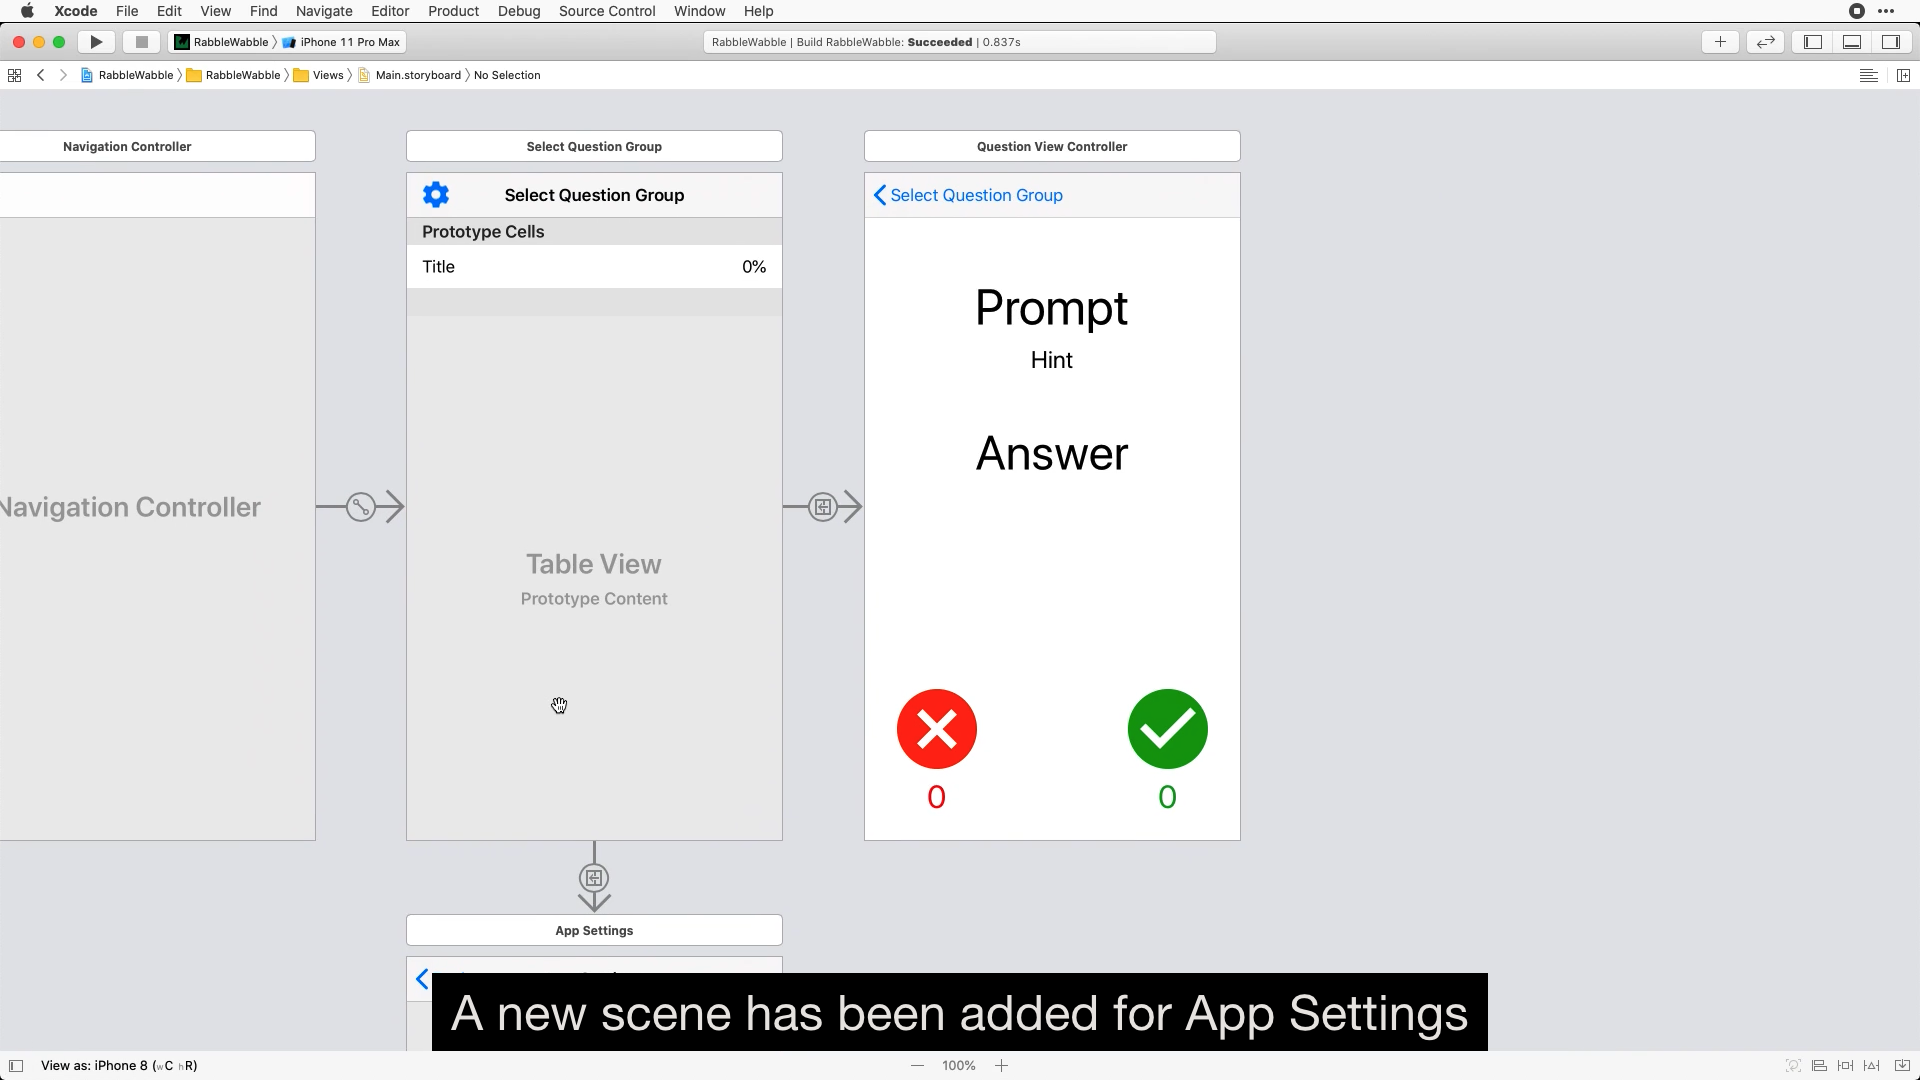 Xcode File Edit View Find Navigate Editor Product Debug Source Control Window Help
RabbleWabble iPhone 11 Pro Max
RabbleWabble | Build RabbleWabble: Succeeded | 0.837s
RabbleWabble RabbleWabble Views Main.storyboard No Selection
Navigation Controller
Navigation Controller
Select Question Group
Select Question Group
Prototype Cells
Title 0%
Table View
Prototype Content
Question View Controller
Select Question Group
Prompt
Hint
Answer
0 0
App Settings
A new scene has been added for App Settings
View as: iPhone 8 (wC hR)
100%